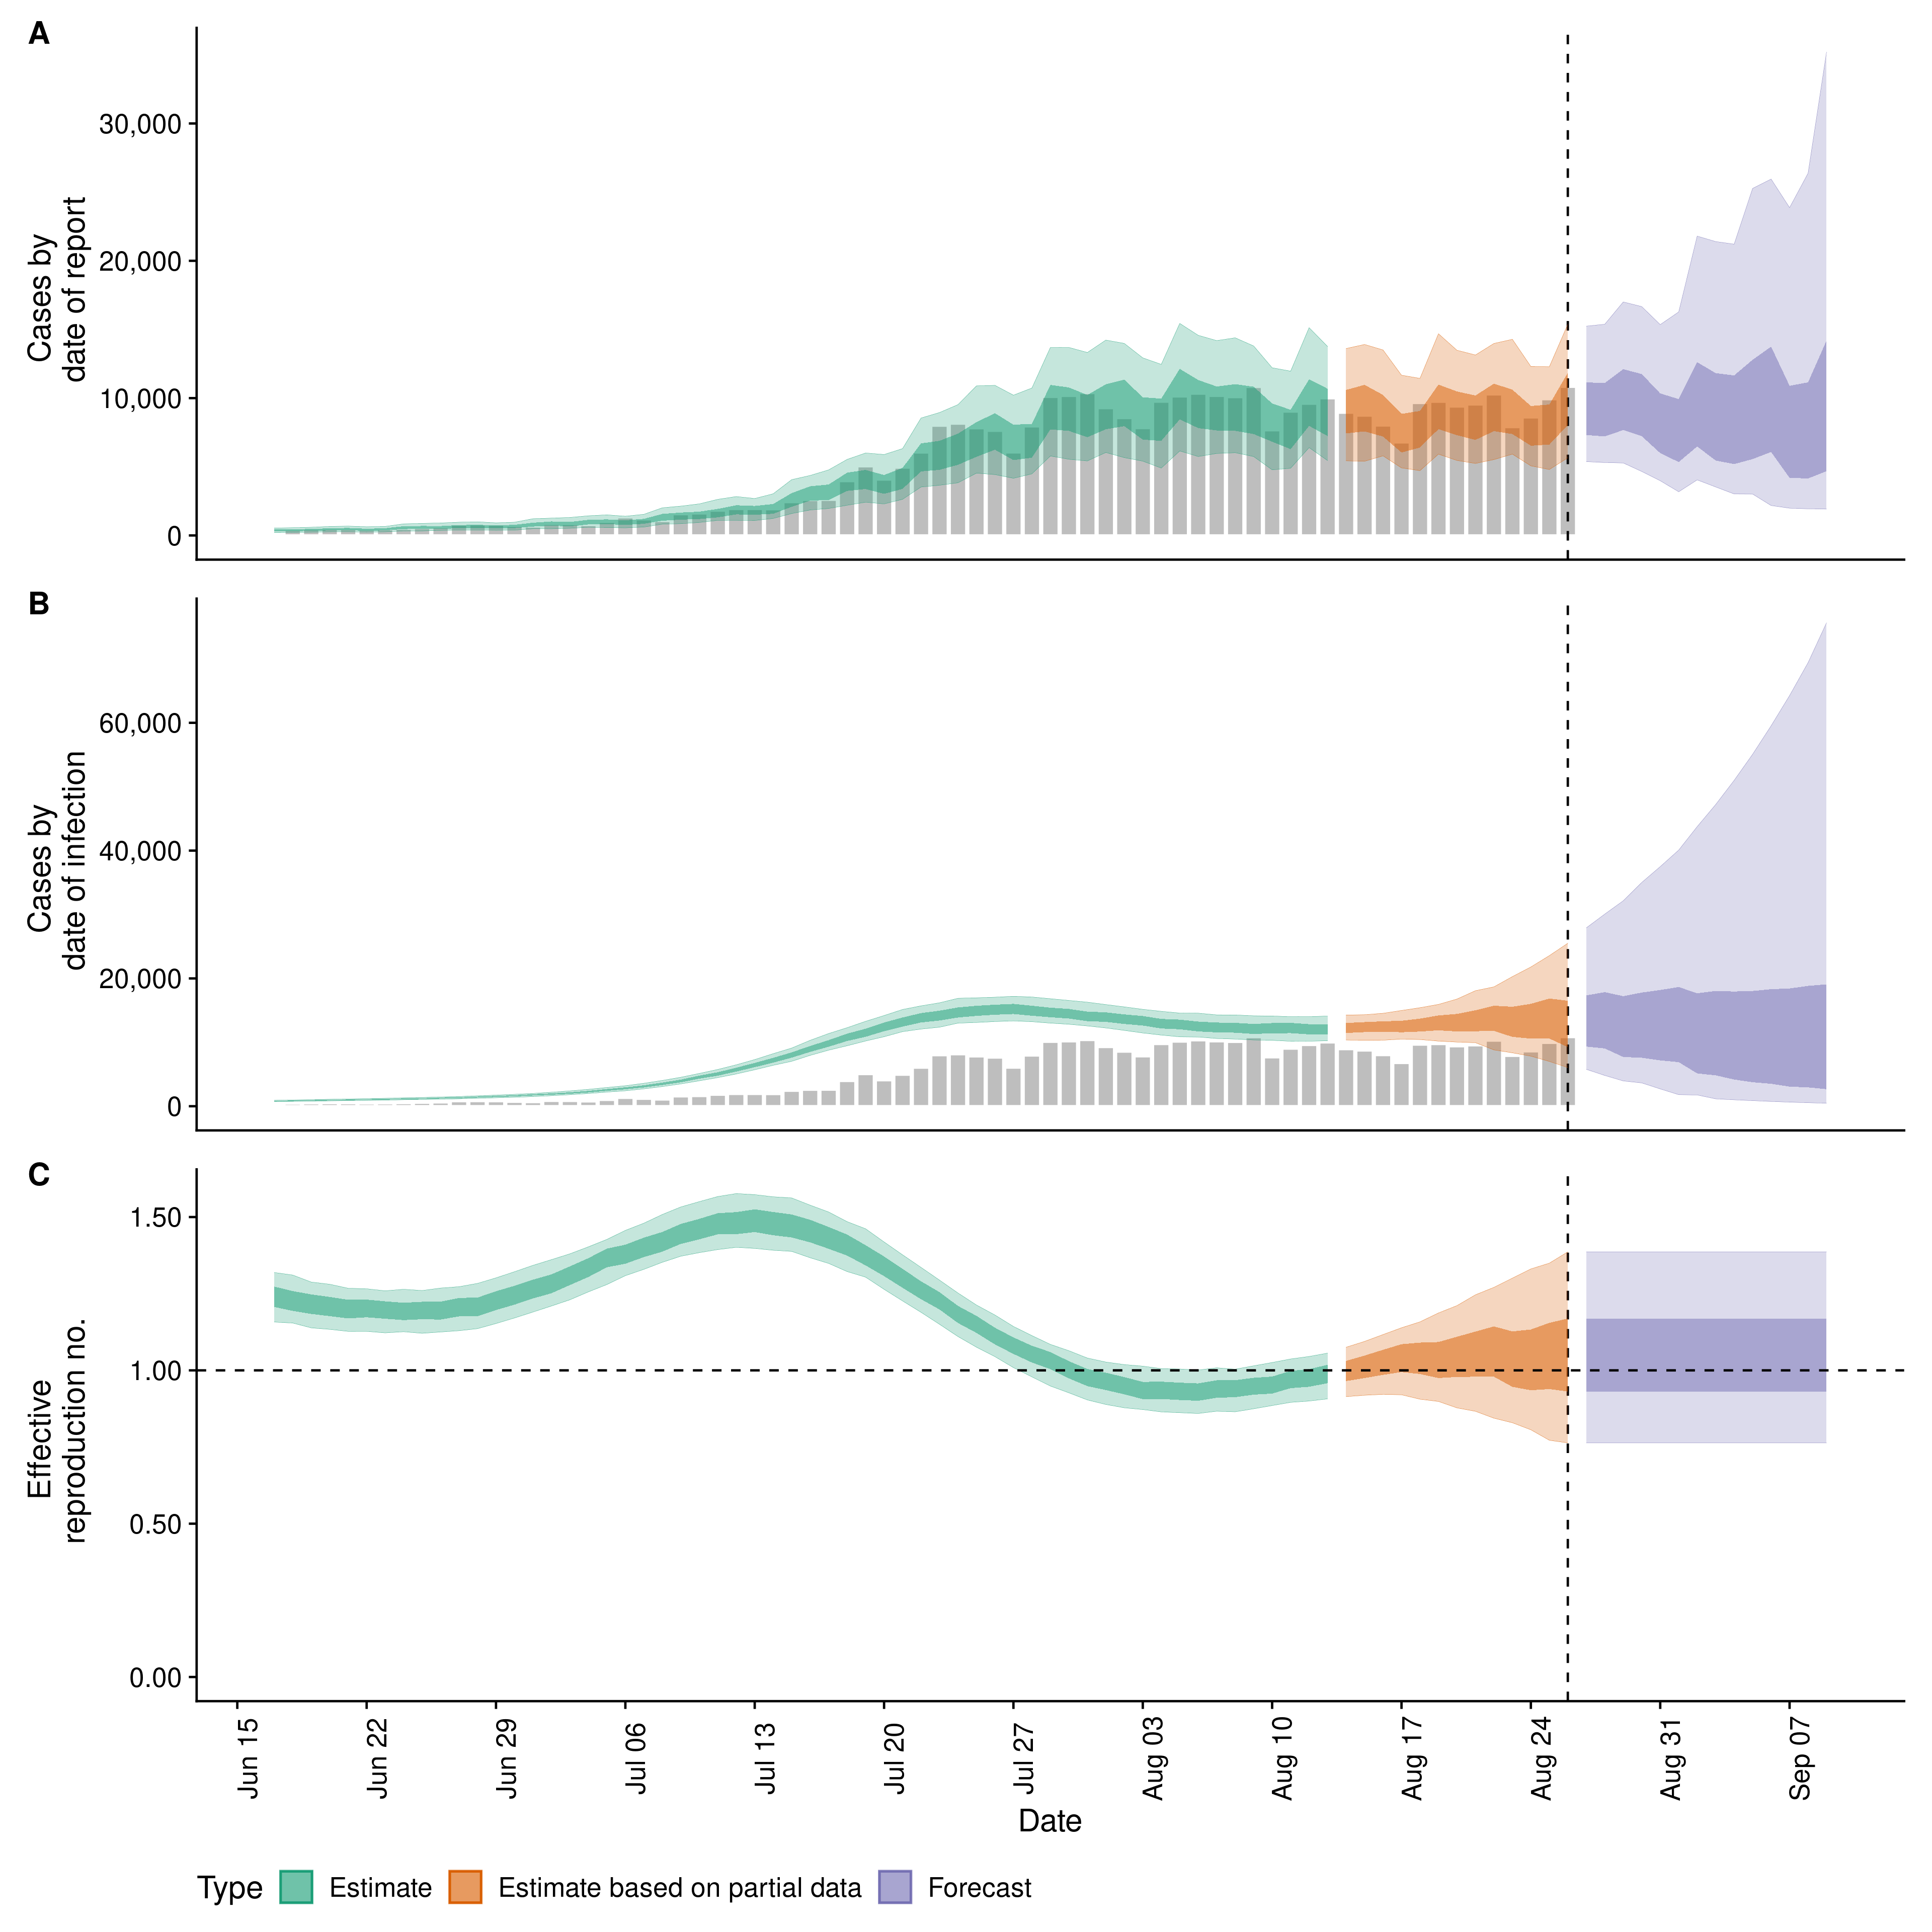 A
Cases by
date of report
30,000
20,000
10,000
0
B
Cases by
date of infection
60,000
40,000
20,000
0
C
Effective
reproduction no.
1.50
1.00
0.50
0.00
Jun 15
Jun 22
Jun 29
Jul 06
Jul 13
Jul 20
Jul 27
Aug 03
Aug 10
Aug 17
Aug 24
Aug 31
Sep 07
Date
Type Estimate Estimate based on partial data Forecast